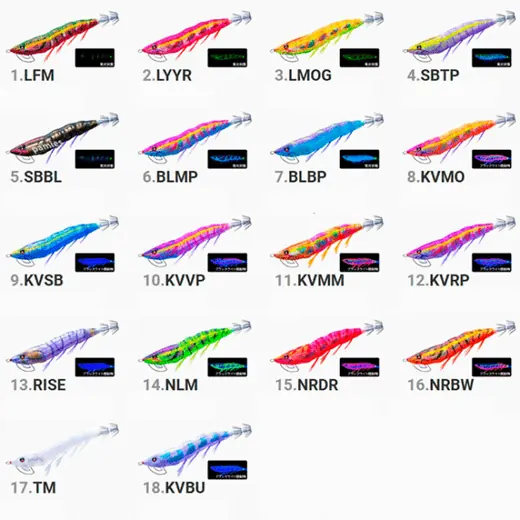 1.LFM
2.LYYR
3.LMOG
4.SBTP
5.SBBL
6.BLMP
7.BLBP
8.KVMO
9.KVSB
10.KVVP
11.KVMM
12.KVRP
13.RISE
14.NLM
15.NRDR
16.NRBW
17.TM
18.KVBU